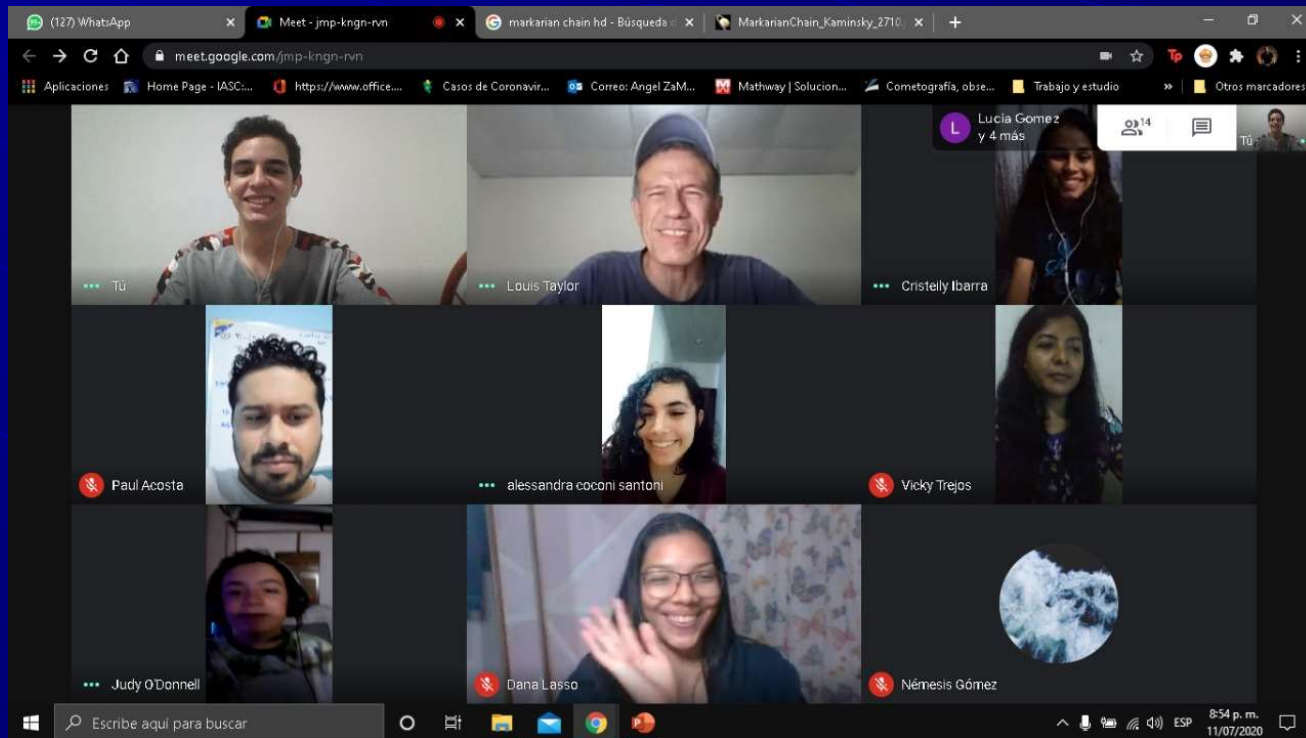 (127) WhatsApp
Meet - jmp-kngn-rvn
markarian chain hd - Búsqueda d
MarkarianChain_Kaminsky_2710.
meet.google.com/jmp-kngn-rvn
Tp
Aplicaciones
Home Page - IASC:...
https://www.office....
Casos de Coronavir...
Correo: Angel ZaM...
Mathway | Solucion...
Cometografía, obse...
Trabajo y estudio
»
Otros marcadores
L
Lucia Gomez
y 4 más
14
Tú
Tú
Louis Taylor
Cristelly Ibarra
Paul Acosta
alessandra coconi santoni
Vicky Trejos
Judy O'Donnell
Dana Lasso
Némesis Gómez
Escribe aquí para buscar
ESP
8:54 p. m.
11/07/2020